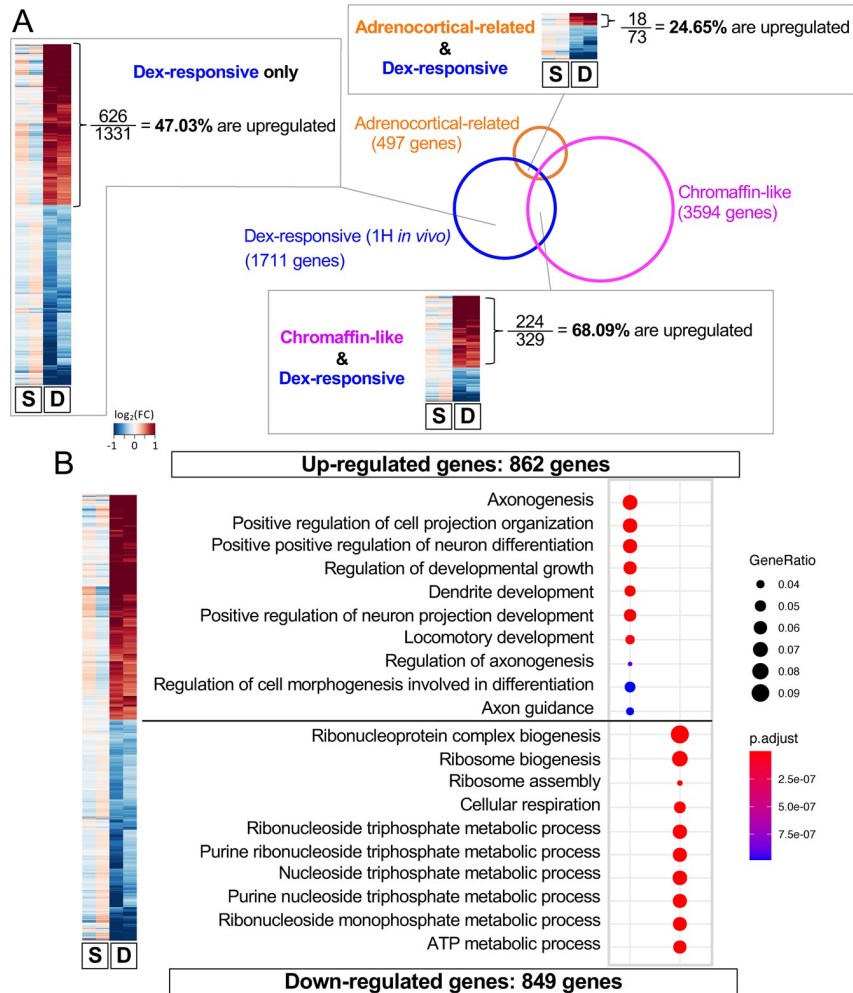 A
Dex-responsive only
626
1331
= 47.03% are upregulated
S D
log2(FC)
-1 0 1
Adrenocortical-related
&
Dex-responsive
S D
18
73
= 24.65% are upregulated
Adrenocortical-related
(497 genes)
Chromaffin-like
(3594 genes)
Dex-responsive (1H in vivo)
(1711 genes)
Chromaffin-like
&
Dex-responsive
S D
224
329
= 68.09% are upregulated
B
Up-regulated genes: 862 genes
Axonogenesis
Positive regulation of cell projection organization
Positive positive regulation of neuron differentiation
Regulation of developmental growth
Dendrite development
Positive regulation of neuron projection development
Locomotory development
Regulation of axonogenesis
Regulation of cell morphogenesis involved in differentiation
Axon guidance
Ribonucleoprotein complex biogenesis
Ribosome biogenesis
Ribosome assembly
Cellular respiration
Ribonucleoside triphosphate metabolic process
Purine ribonucleoside triphosphate metabolic process
Nucleoside triphosphate metabolic process
Purine nucleoside triphosphate metabolic process
Ribonucleoside monophosphate metabolic process
ATP metabolic process
S D
Down-regulated genes: 849 genes
GeneRatio
0.04
0.05
0.06
0.07
0.08
0.09
p.adjust
2.5e-07
5.0e-07
7.5e-07